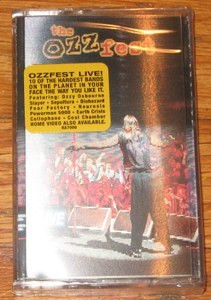 the
OZZ
fest
OZZFEST LIVE!
10 OF THE HARDEST BANDS
ON THE PLANET IN YOUR
FACE THE WAY YOU LIKE IT.
Featuring: Ozzy Osbourne
Slayer • Sepultura • Biohazard
Fear Factory • Neurosis
Powerman 5000 • Earth Crisis
Cellophane • Coal Chamber
HOME VIDEO ALSO AVAILABLE.